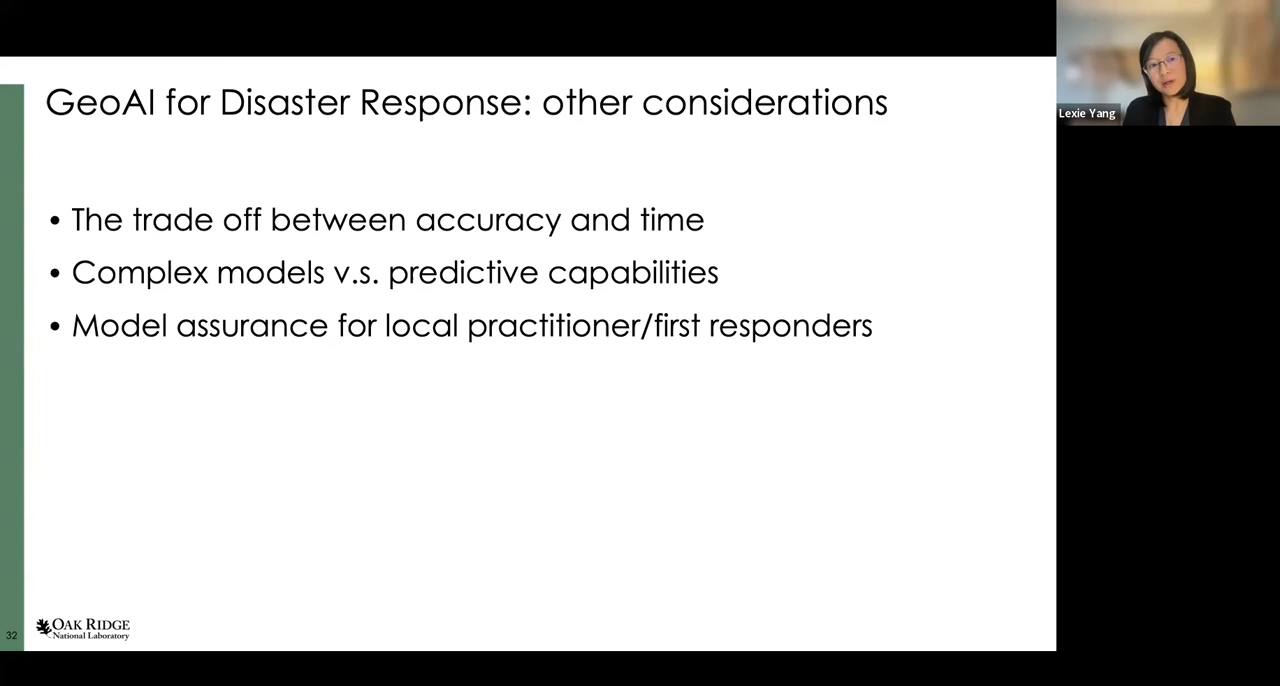 GeoAI for Disaster Response: other considerations
Lexie Yang
• The trade off between accuracy and time
• Complex models v.s. predictive capabilities
• Model assurance for local practitioner/first responders
32
OAK RIDGE
National Laboratory